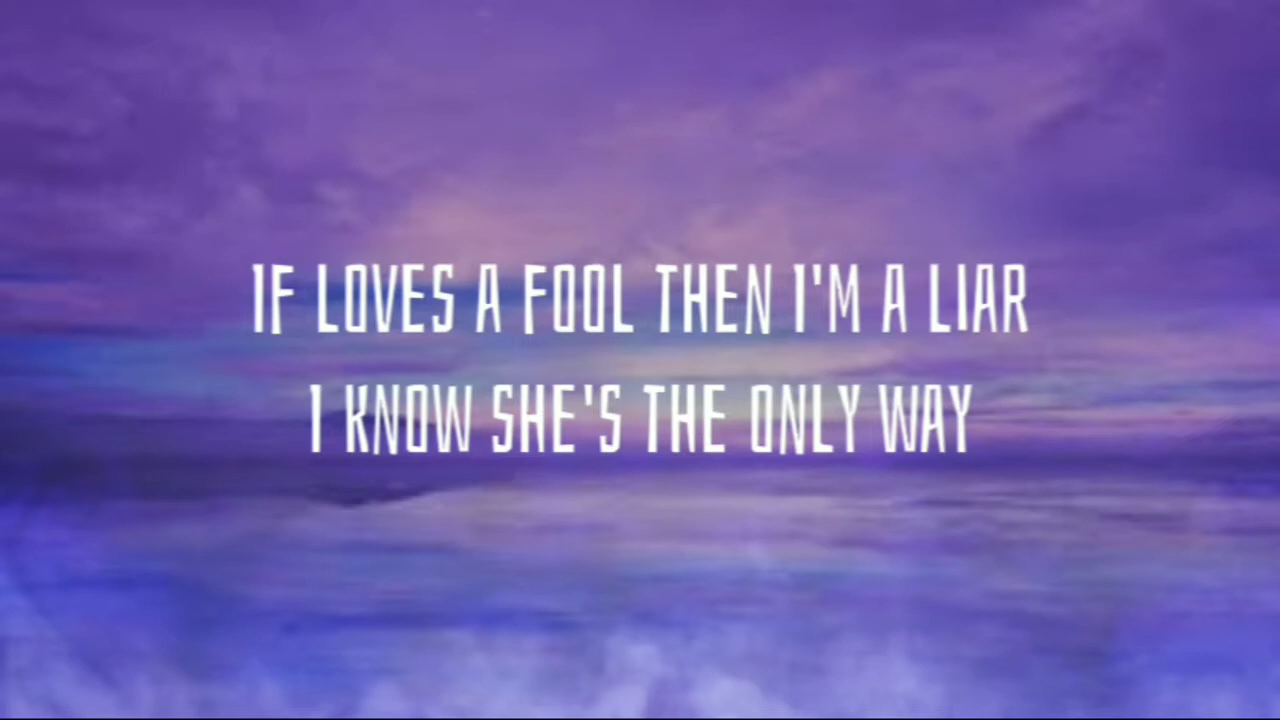 IF LOVES A FOOL THEN I'M A LIAR
I KNOW SHE'S THE ONLY WAY